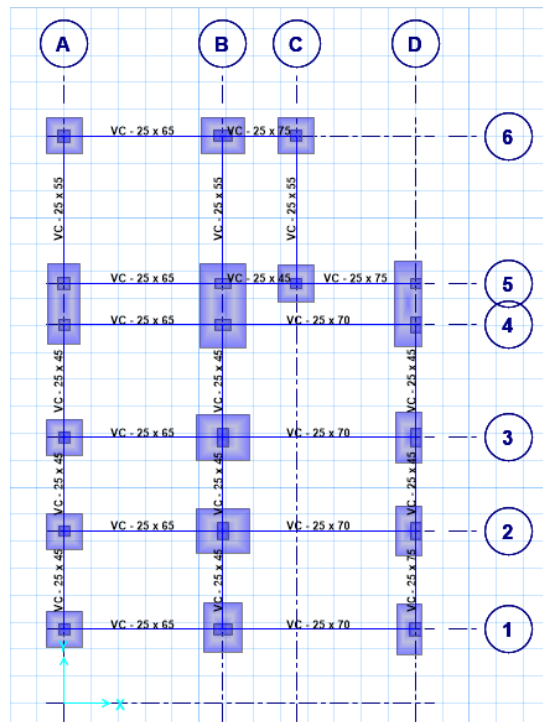 A B C D
VC - 25 x 65 VC - 25 x 75 6
VC - 25 x 55 VC - 25 x 55 VC - 25 x 55
VC - 25 x 65 VC - 25 x 45 VC - 25 x 75 5
VC - 25 x 65 VC - 25 x 70 4
VC - 25 x 45 VC - 25 x 45 VC - 25 x 45
VC - 25 x 65 VC - 25 x 70 3
VC - 25 x 45 VC - 25 x 45 VC - 25 x 45
VC - 25 x 65 VC - 25 x 70 2
VC - 25 x 45 VC - 25 x 45 VC - 25 x 75
VC - 25 x 65 VC - 25 x 70 1
Y
X